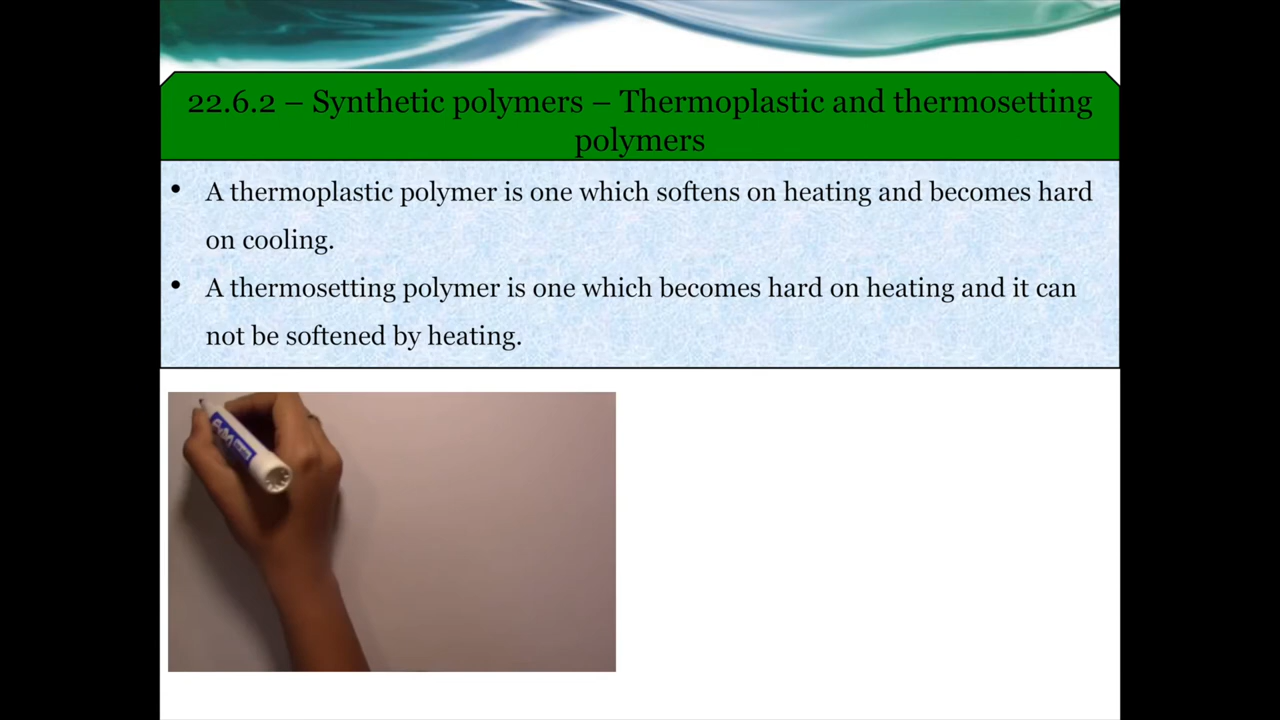 22.6.2 – Synthetic polymers – Thermoplastic and thermosetting
polymers
• A thermoplastic polymer is one which softens on heating and becomes hard
on cooling.
• A thermosetting polymer is one which becomes hard on heating and it can
not be softened by heating.